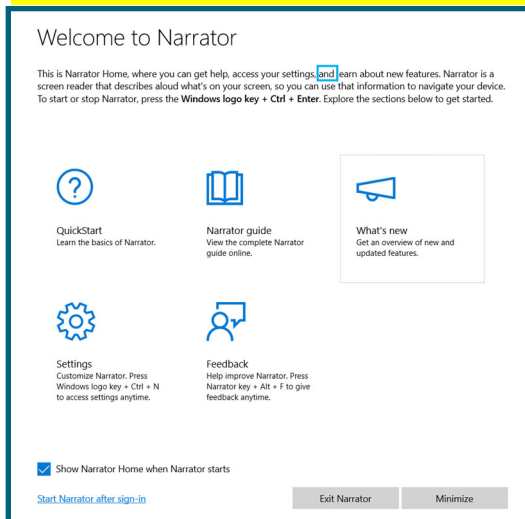 Welcome to Narrator
This is Narrator Home, where you can get help, access your settings, and learn about new features. Narrator is a
screen reader that describes aloud what's on your screen, so you can use that information to navigate your device.
To start or stop Narrator, press the Windows logo key + Ctrl + Enter. Explore the sections below to get started.
QuickStart
Learn the basics of Narrator.
Narrator guide
View the complete Narrator
guide online.
What's new
Get an overview of new and
updated features.
Settings
Customize Narrator. Press
Windows logo key + Ctrl + N
to access settings anytime.
Feedback
Help improve Narrator. Press
Narrator key + Alt + F to give
feedback anytime.
Show Narrator Home when Narrator starts
Start Narrator after sign-in
Exit Narrator
Minimize